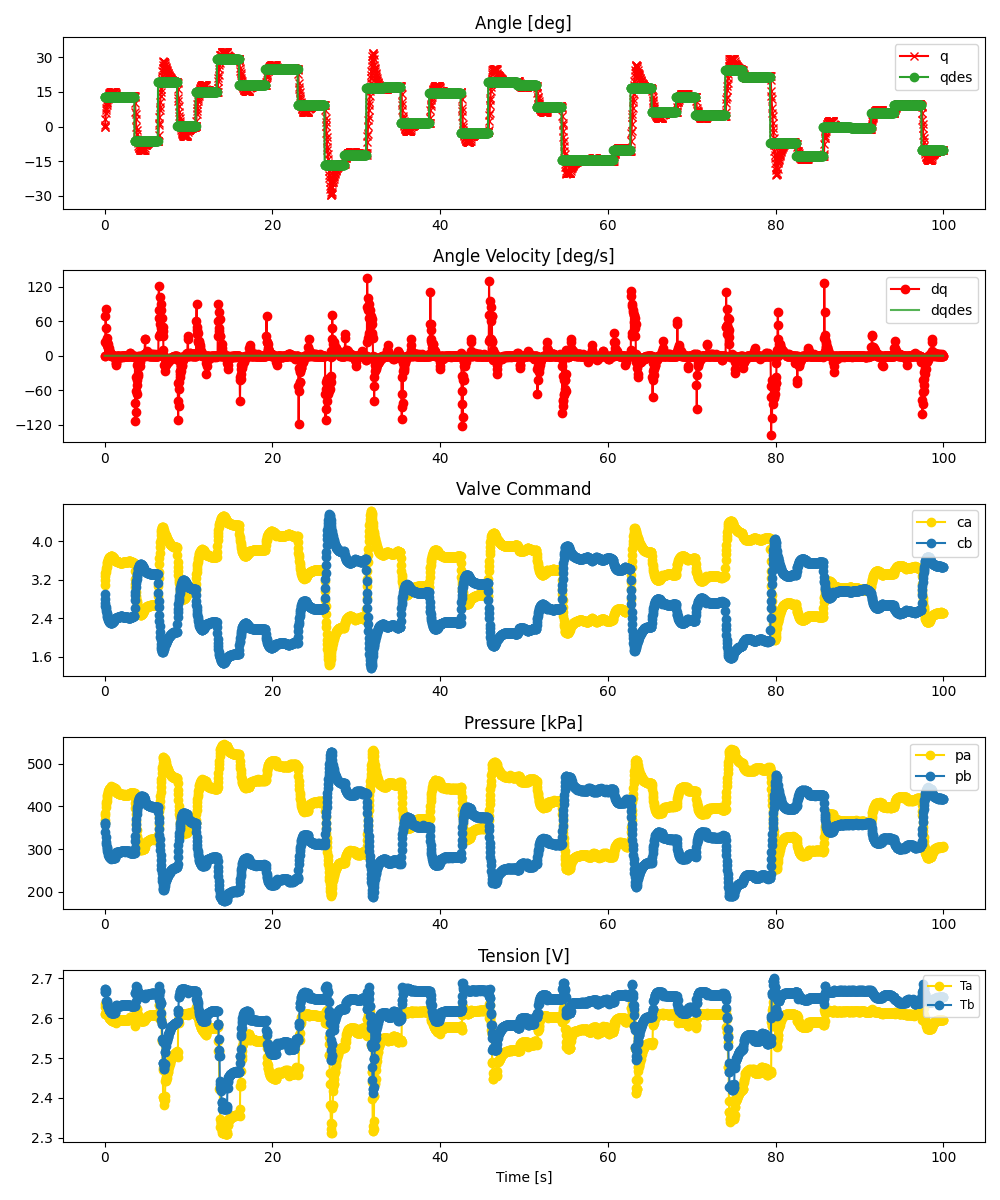 Angle [deg]
30
15
0
−15
−30
q
qdes
0 20 40 60 80 100
Angle Velocity [deg/s]
120
60
0
−60
−120
dq
dqdes
0 20 40 60 80 100
Valve Command
4.0
3.2
2.4
1.6
ca
cb
0 20 40 60 80 100
Pressure [kPa]
500
400
300
200
pa
pb
0 20 40 60 80 100
Tension [V]
2.7
2.6
2.5
2.4
2.3
Ta
Tb
0 20 40 60 80 100
Time [s]